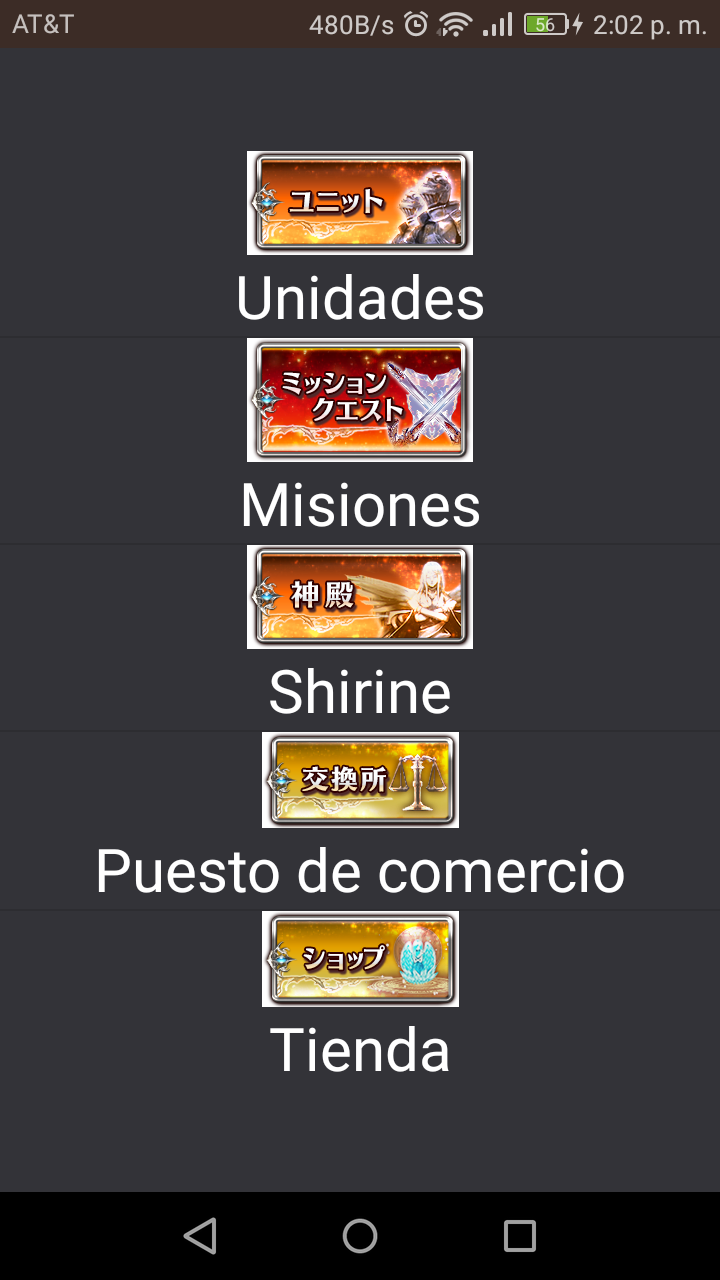 AT&T 480B/s 56 2:02 p. m.
ユニット
Unidades
ミッション
クエスト
Misiones
神殿
Shirine
交換所
Puesto de comercio
ショップ
Tienda